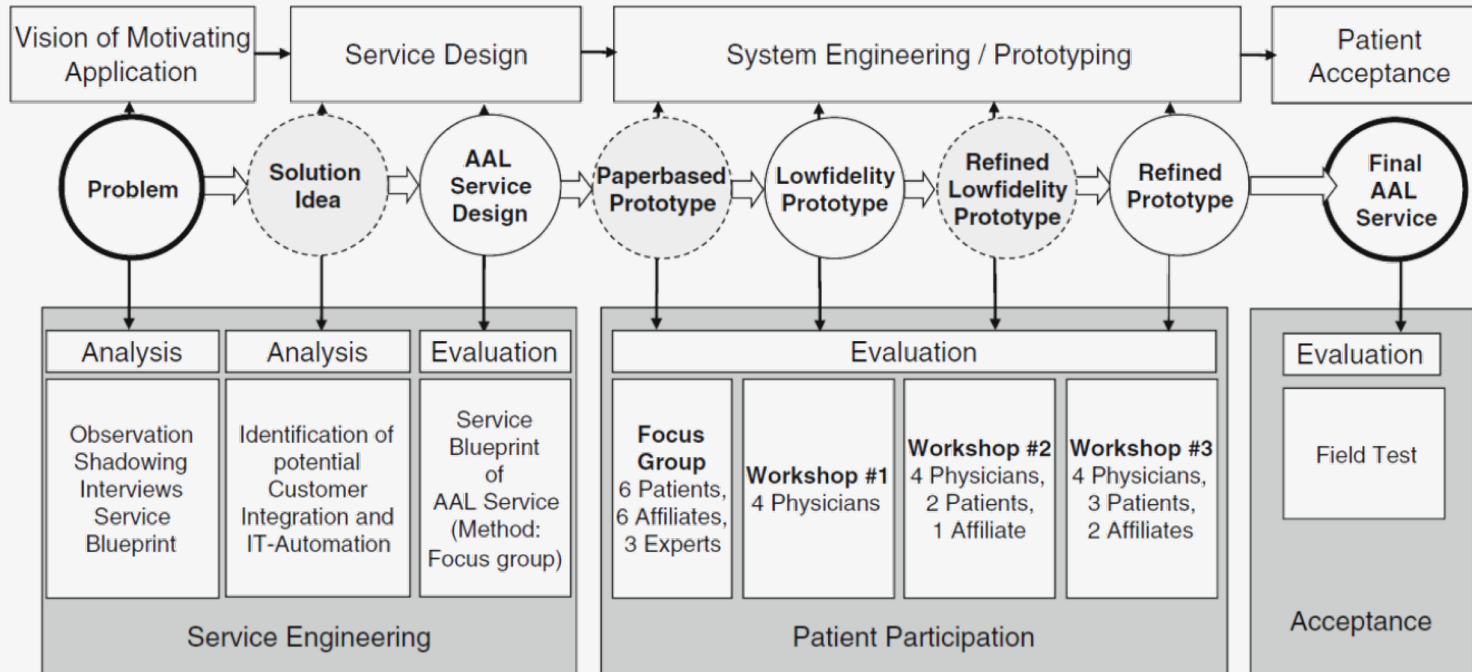 Vision of Motivating
Application
Service Design
System Engineering / Prototyping
Patient
Acceptance
Problem
Solution
Idea
AAL
Service
Design
Paperbased
Prototype
Lowfidelity
Prototype
Refined
Lowfidelity
Prototype
Refined
Prototype
Final
AAL
Service
Analysis
Analysis
Evaluation
Evaluation
Evaluation
Observation
Shadowing
Interviews
Service
Blueprint
Identification of
potential
Customer
Integration and
IT-Automation
Service
Blueprint
of
AAL Service
(Method:
Focus group)
Focus
Group
6 Patients,
6 Affiliates,
3 Experts
Workshop #1
4 Physicians
Workshop #2
4 Physicians,
2 Patients,
1 Affiliate
Workshop #3
4 Physicians,
3 Patients,
2 Affiliates
Field Test
Service Engineering
Patient Participation
Acceptance